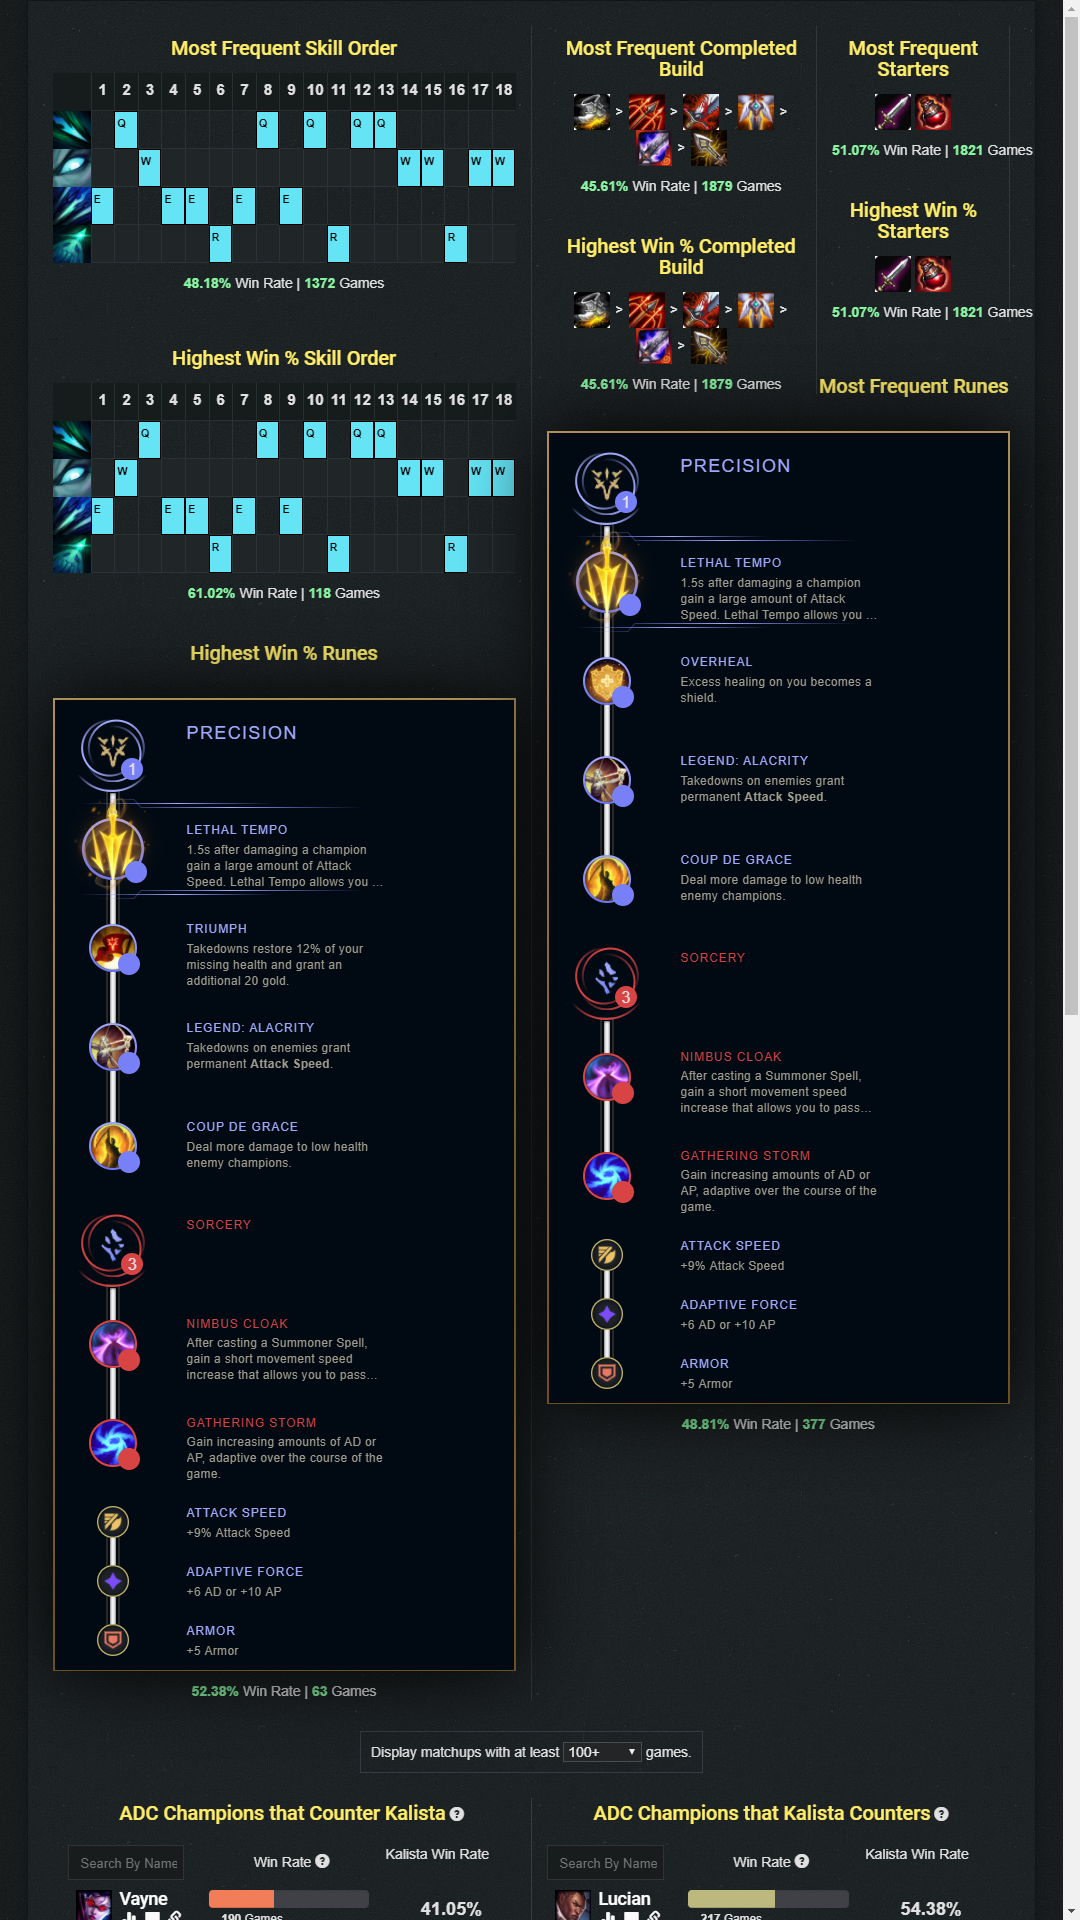 Most Frequent Skill Order
1 2 3 4 5 6 7 8 9 10 11 12 13 14 15 16 17 18
Q Q Q Q Q
W W W W W
E E E E E
R R R
48.18% Win Rate | 1372 Games
Highest Win % Skill Order
1 2 3 4 5 6 7 8 9 10 11 12 13 14 15 16 17 18
Q Q Q Q Q
W W W W W
E E E E E
R R R
61.02% Win Rate | 118 Games
Highest Win % Runes
PRECISION
1
LETHAL TEMPO
1.5s after damaging a champion
gain a large amount of Attack
Speed. Lethal Tempo allows you ...
TRIUMPH
Takedowns restore 12% of your
missing health and grant an
additional 20 gold.
LEGEND: ALACRITY
Takedowns on enemies grant
permanent Attack Speed.
COUP DE GRACE
Deal more damage to low health
enemy champions.
SORCERY
3
NIMBUS CLOAK
After casting a Summoner Spell,
gain a short movement speed
increase that allows you to pass...
GATHERING STORM
Gain increasing amounts of AD or
AP, adaptive over the course of the
game.
ATTACK SPEED
+9% Attack Speed
ADAPTIVE FORCE
+6 AD or +10 AP
ARMOR
+5 Armor
52.38% Win Rate | 63 Games
Most Frequent Completed
Build
> > > >
>
45.61% Win Rate | 1879 Games
Highest Win % Completed
Build
> > > >
>
45.61% Win Rate | 1879 Games
Most Frequent
Starters
51.07% Win Rate | 1821 Games
Highest Win %
Starters
51.07% Win Rate | 1821 Games
Most Frequent Runes
PRECISION
1
LETHAL TEMPO
1.5s after damaging a champion
gain a large amount of Attack
Speed. Lethal Tempo allows you ...
OVERHEAL
Excess healing on you becomes a
shield.
LEGEND: ALACRITY
Takedowns on enemies grant
permanent Attack Speed.
COUP DE GRACE
Deal more damage to low health
enemy champions.
SORCERY
3
NIMBUS CLOAK
After casting a Summoner Spell,
gain a short movement speed
increase that allows you to pass...
GATHERING STORM
Gain increasing amounts of AD or
AP, adaptive over the course of the
game.
ATTACK SPEED
+9% Attack Speed
ADAPTIVE FORCE
+6 AD or +10 AP
ARMOR
+5 Armor
48.81% Win Rate | 377 Games
Display matchups with at least 100+ games.
ADC Champions that Counter Kalista ?
Search By Name
Win Rate ?
Kalista Win Rate
Vayne
190 Games
41.05%
ADC Champions that Kalista Counters ?
Search By Name
Win Rate ?
Kalista Win Rate
Lucian
217 Games
54.38%